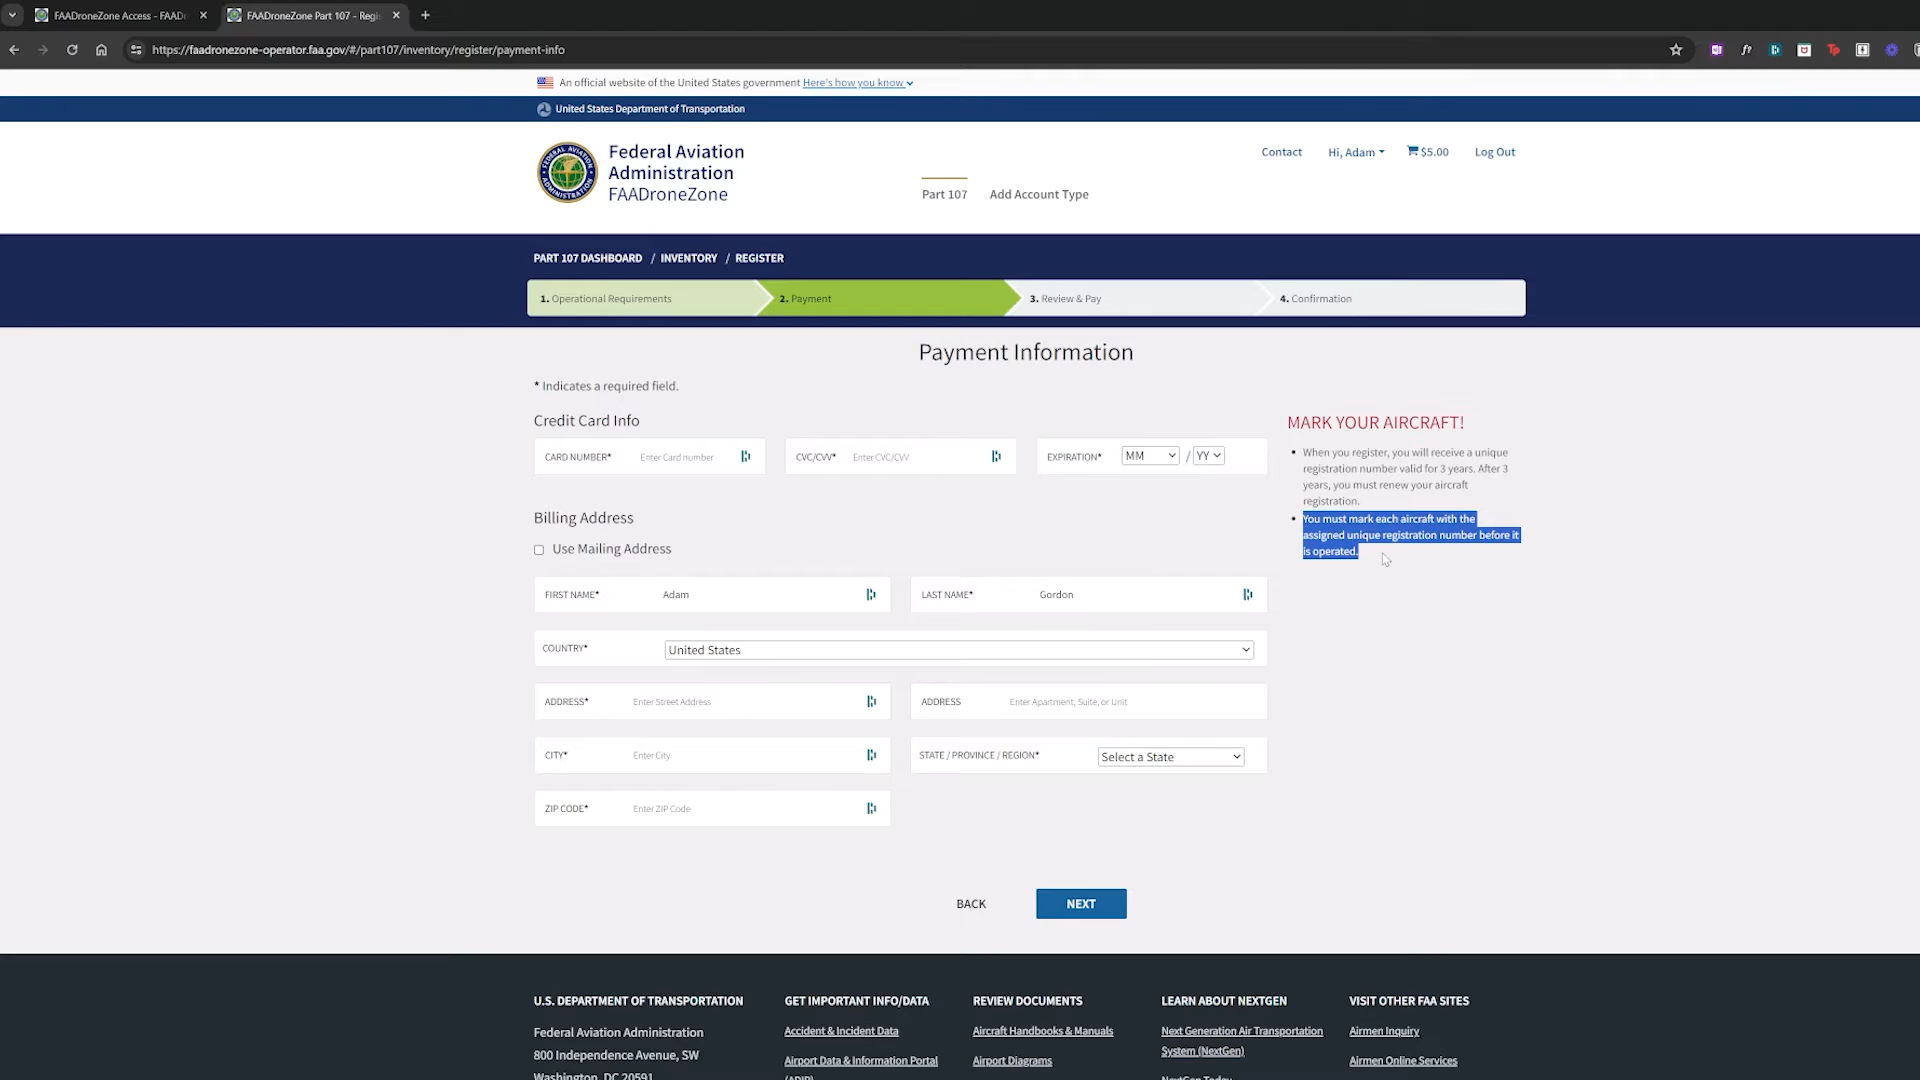 FAADroneZone Access - FAADr
FAADroneZone Part 107 - Regi
https://faadronezone-operator.faa.gov/#/part107/inventory/register/payment-info
An official website of the United States government Here's how you know
United States Department of Transportation
Federal Aviation
Administration
FAADroneZone
Part 107
Add Account Type
Contact
Hi, Adam
$5.00
Log Out
PART 107 DASHBOARD / INVENTORY / REGISTER
1. Operational Requirements
2. Payment
3. Review & Pay
4. Confirmation
Payment Information
* Indicates a required field.
Credit Card Info
CARD NUMBER* Enter Card number
CVC/CVV* Enter CVC/CVV
EXPIRATION* MM / YY
MARK YOUR AIRCRAFT!
• When you register, you will receive a unique
registration number valid for 3 years. After 3
years, you must renew your aircraft
registration.
• You must mark each aircraft with the
assigned unique registration number before it
is operated.
Billing Address
Use Mailing Address
FIRST NAME* Adam
LAST NAME* Gordon
COUNTRY* United States
ADDRESS* Enter Street Address
ADDRESS Enter Apartment, Suite, or Unit
CITY* Enter City
STATE / PROVINCE / REGION* Select a State
ZIP CODE* Enter ZIP Code
BACK
NEXT
U.S. DEPARTMENT OF TRANSPORTATION
Federal Aviation Administration
800 Independence Avenue, SW
Washington, DC 20591
GET IMPORTANT INFO/DATA
Accident & Incident Data
Airport Data & Information Portal
(ADIP)
REVIEW DOCUMENTS
Aircraft Handbooks & Manuals
Airport Diagrams
LEARN ABOUT NEXTGEN
Next Generation Air Transportation
System (NextGen)
NextGen Today
VISIT OTHER FAA SITES
Airmen Inquiry
Airmen Online Services